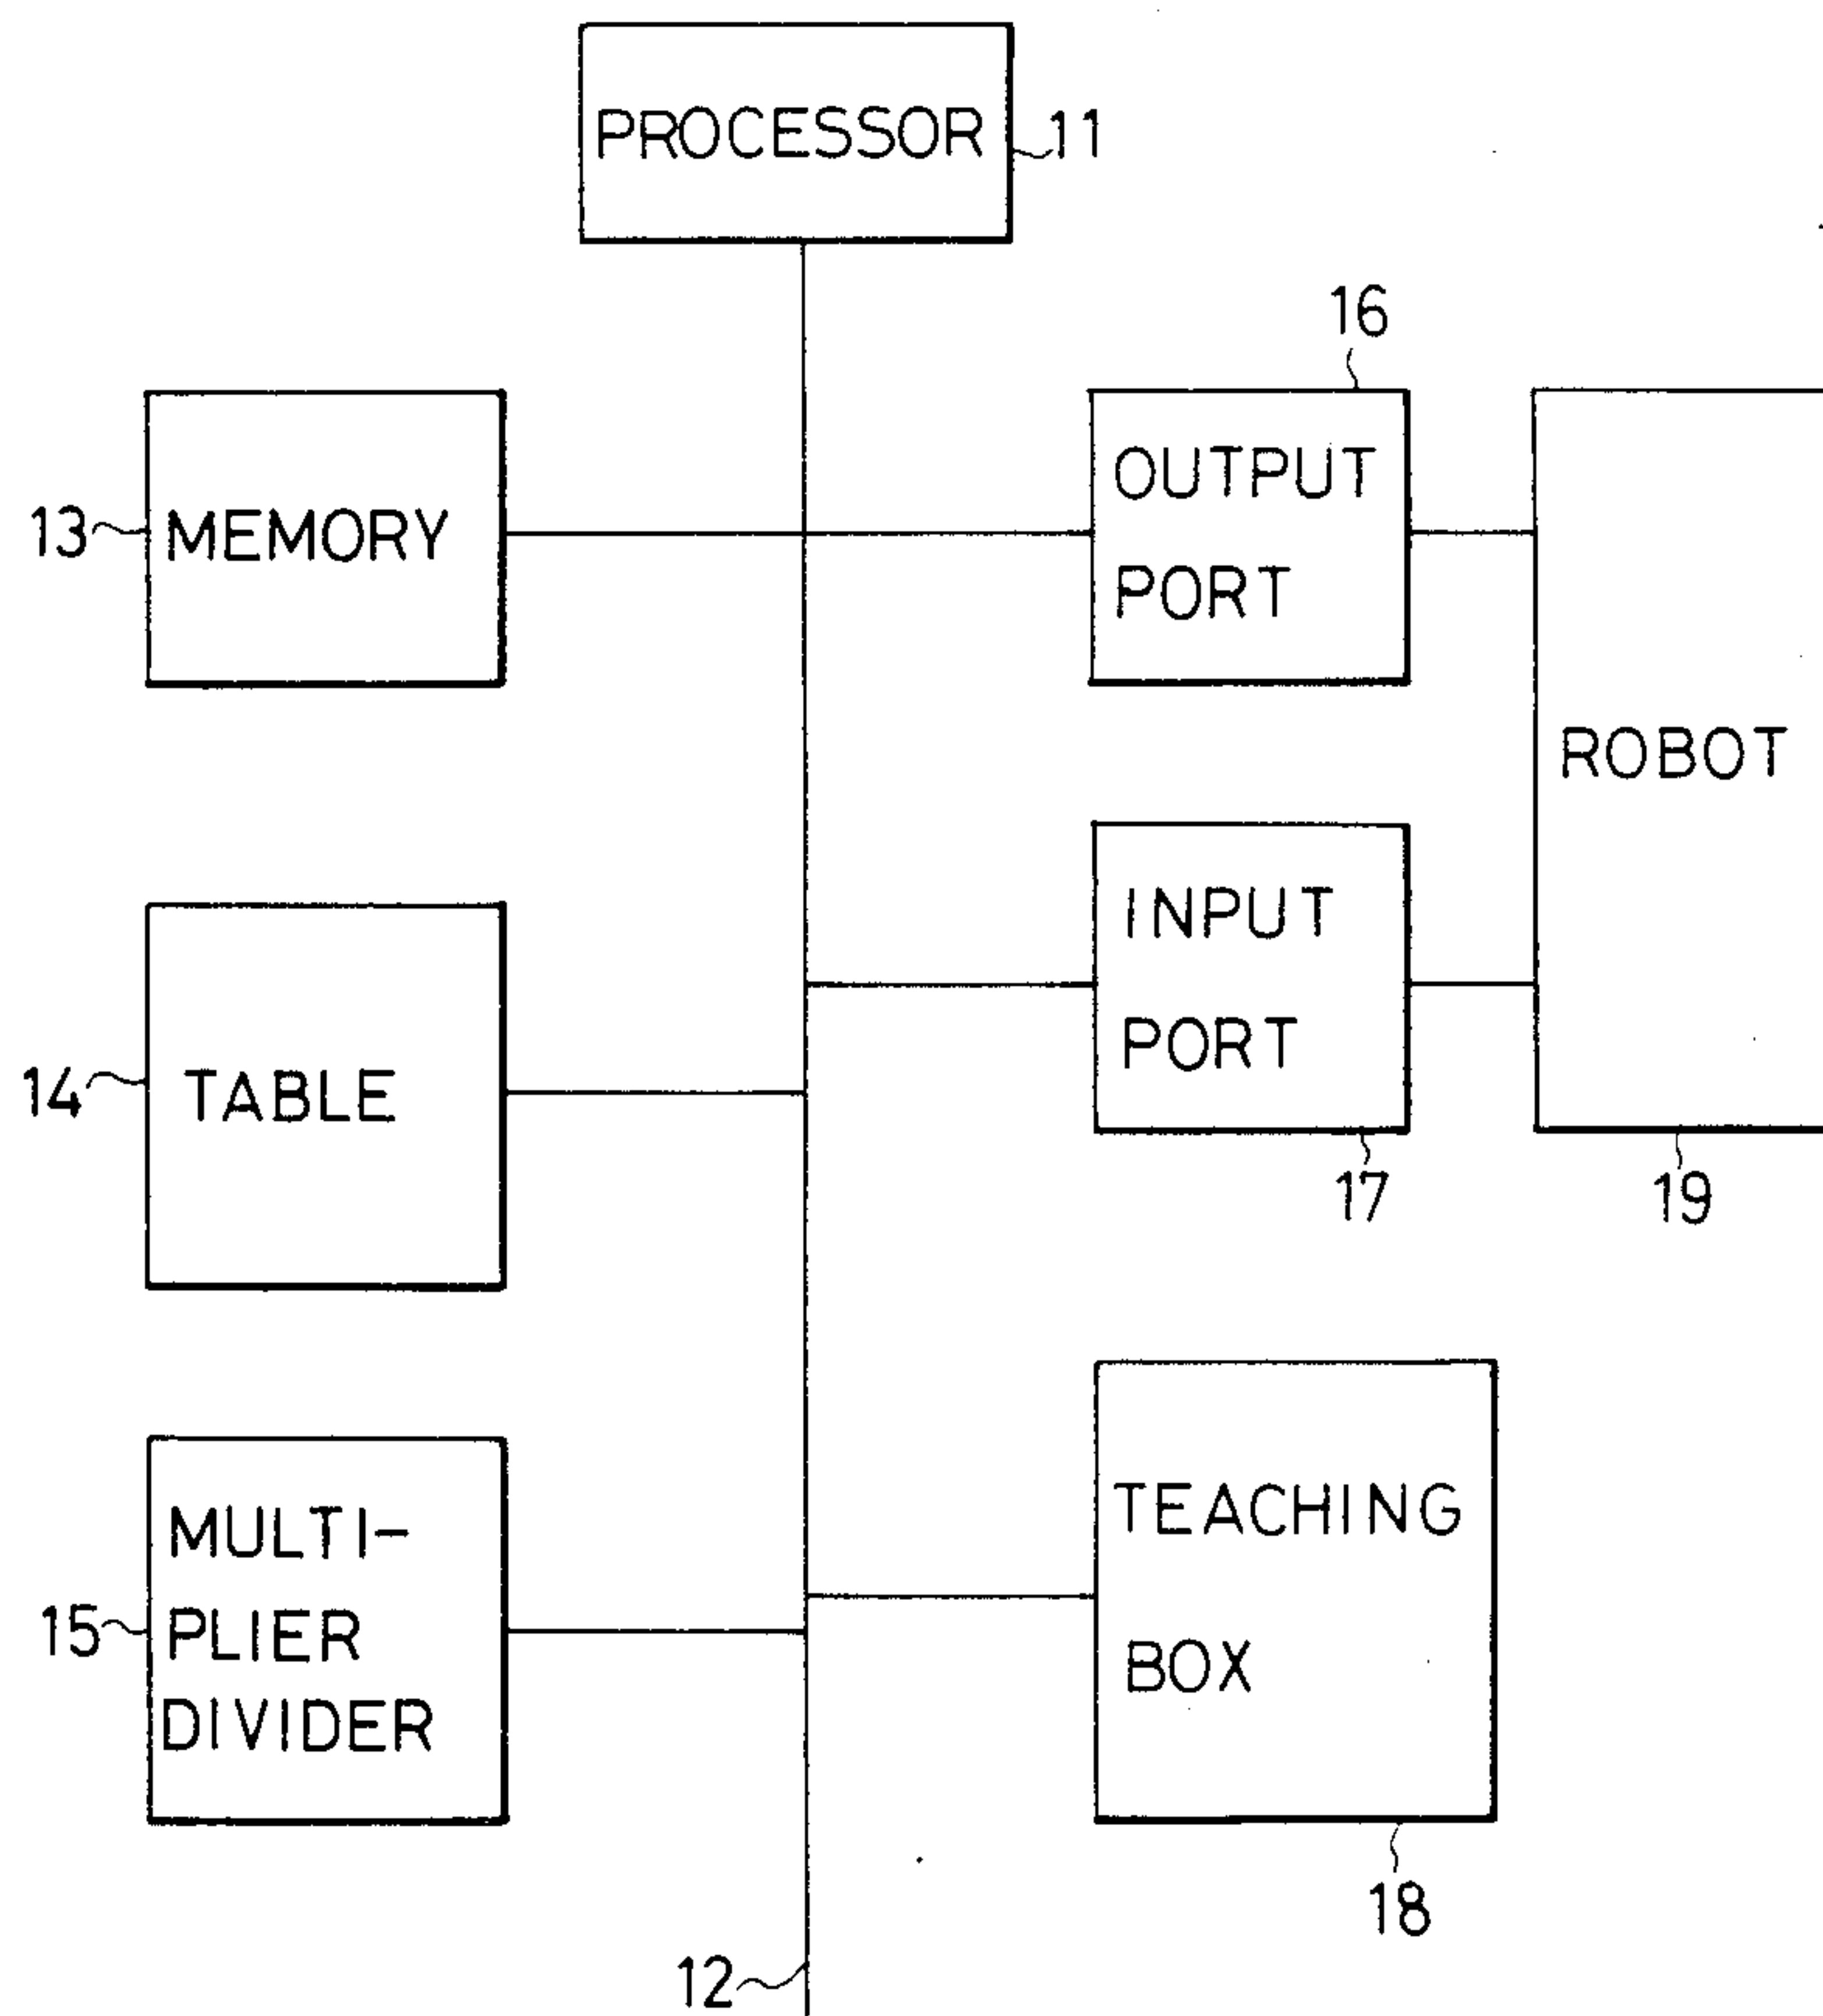 PROCESSOR
11
16
13
MEMORY
OUTPUT
PORT
ROBOT
INPUT
PORT
14
TABLE
17
19
MULTI-
15
PLIER
DIVIDER
TEACHING
BOX
18
12